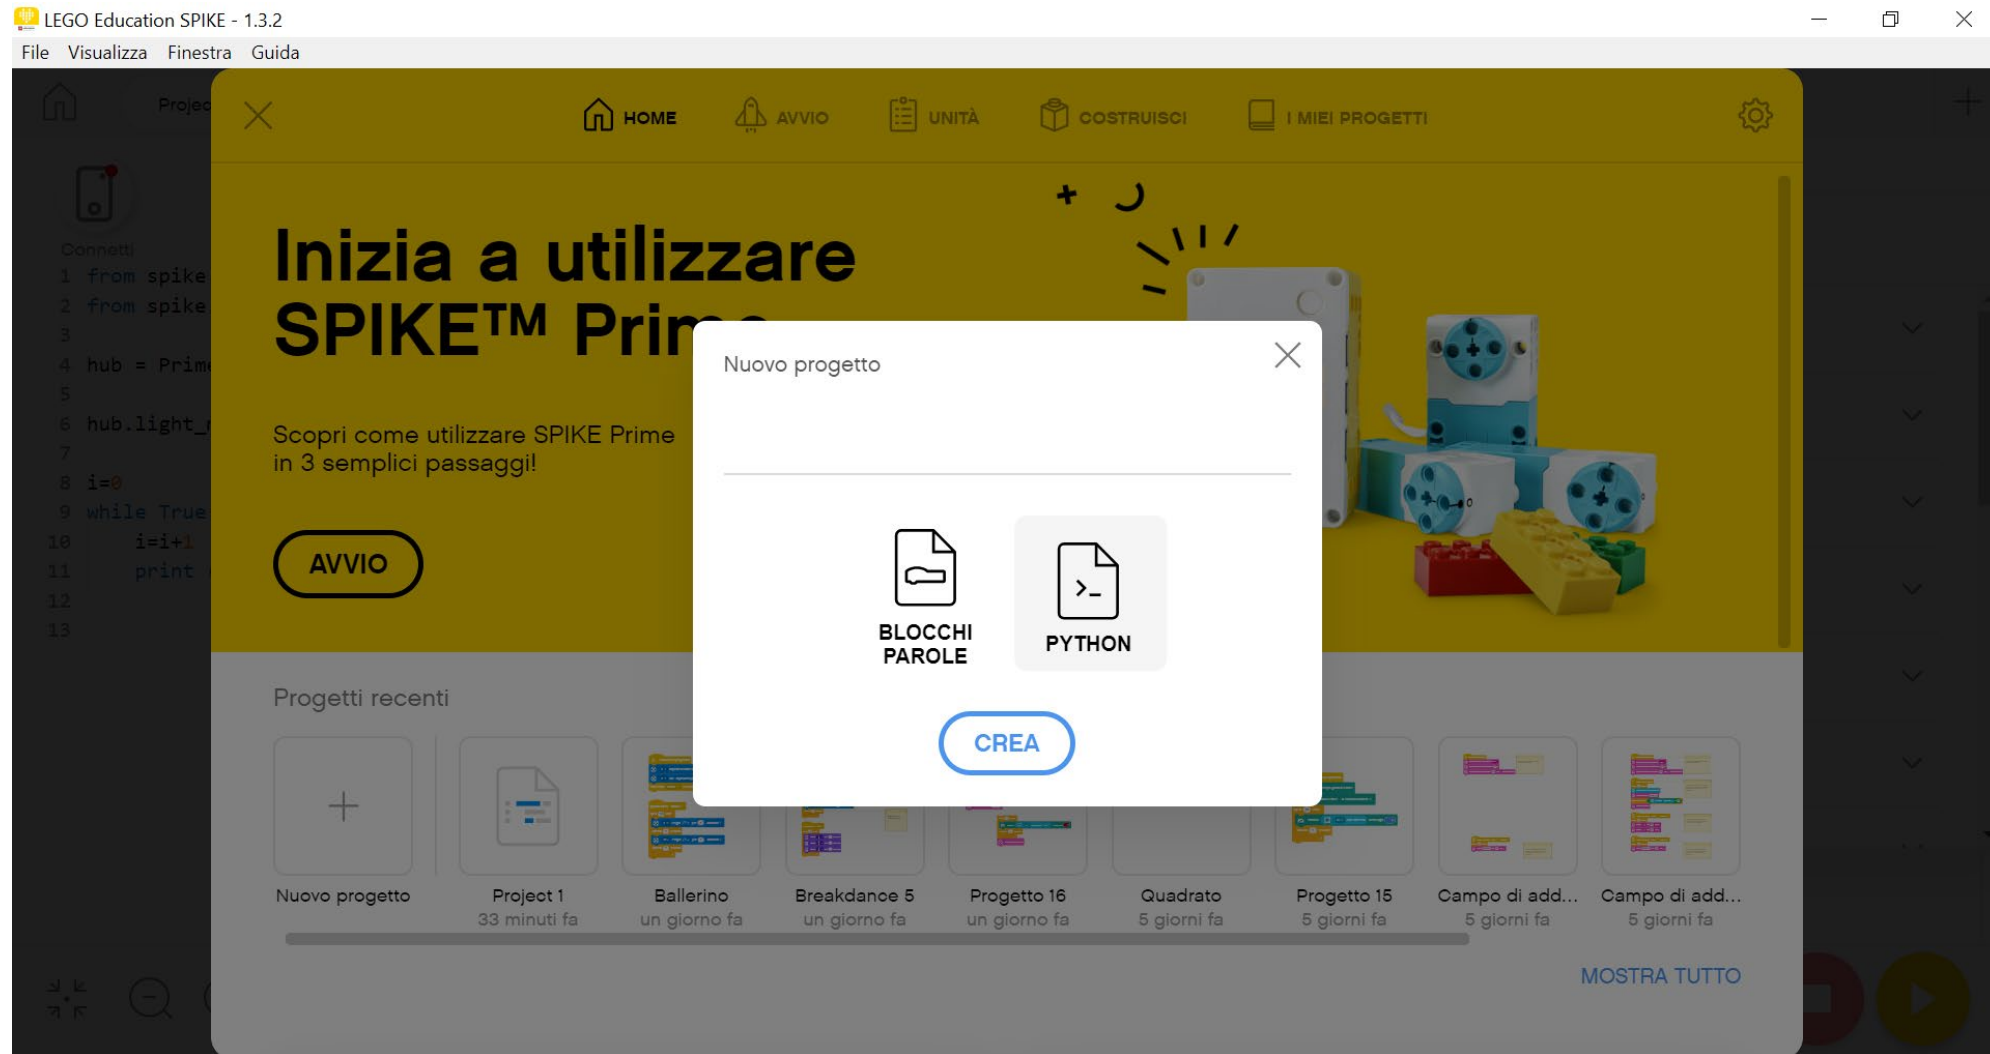 LEGO Education SPIKE - 1.3.2
File Visualizza Finestra Guida
Projec
HOME AVVIO UNITÀ COSTRUISCI I MIEI PROGETTI
Connetti
1 from spike
2 from spike
3
4 hub = Prime
5
6 hub.light_
7
8 i=0
9 while True
10 i=i+1
11 print
12
13
Inizia a utilizzare
SPIKE™ Prime
Scopri come utilizzare SPIKE Prime
in 3 semplici passaggi!
AVVIO
Nuovo progetto
BLOCCHI
PAROLE
PYTHON
CREA
Progetti recenti
Nuovo progetto
Project 1
33 minuti fa
Ballerino
un giorno fa
Breakdance 5
un giorno fa
Progetto 16
un giorno fa
Quadrato
5 giorni fa
Progetto 15
5 giorni fa
Campo di add...
5 giorni fa
Campo di add...
5 giorni fa
MOSTRA TUTTO